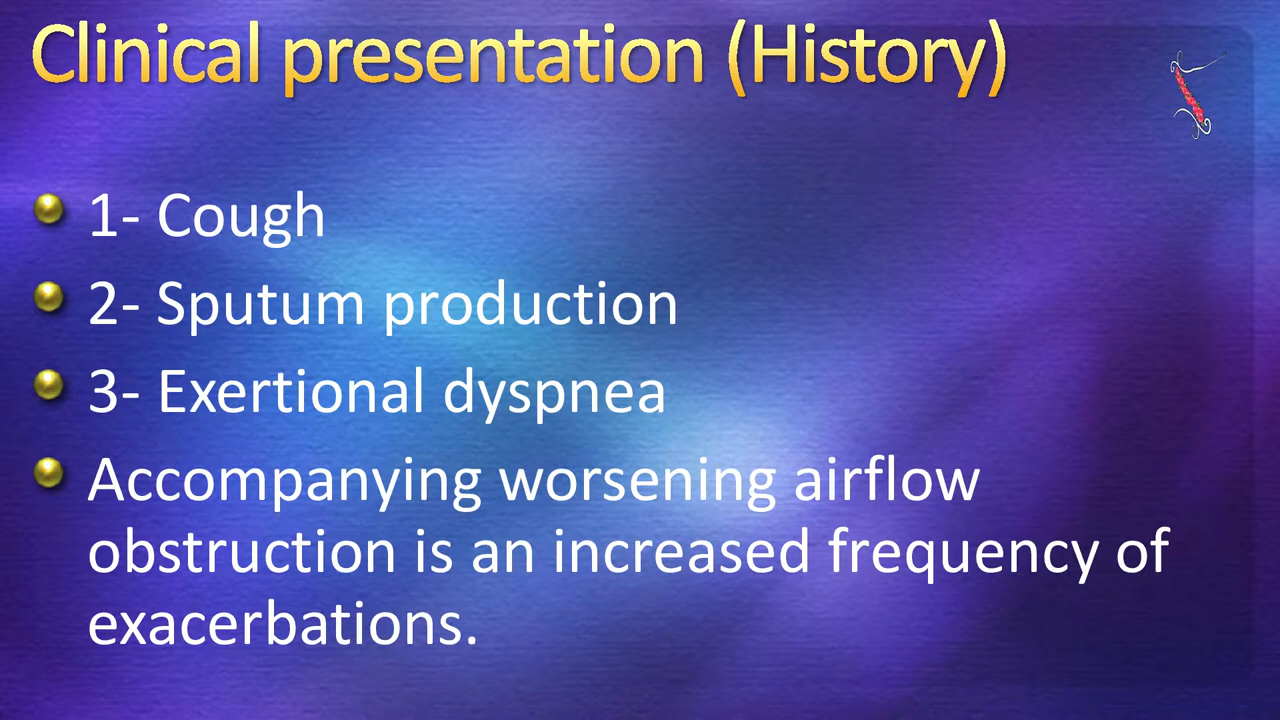 Clinical presentation (History)
1- Cough
2- Sputum production
3- Exertional dyspnea
Accompanying worsening airflow
obstruction is an increased frequency of
exacerbations.